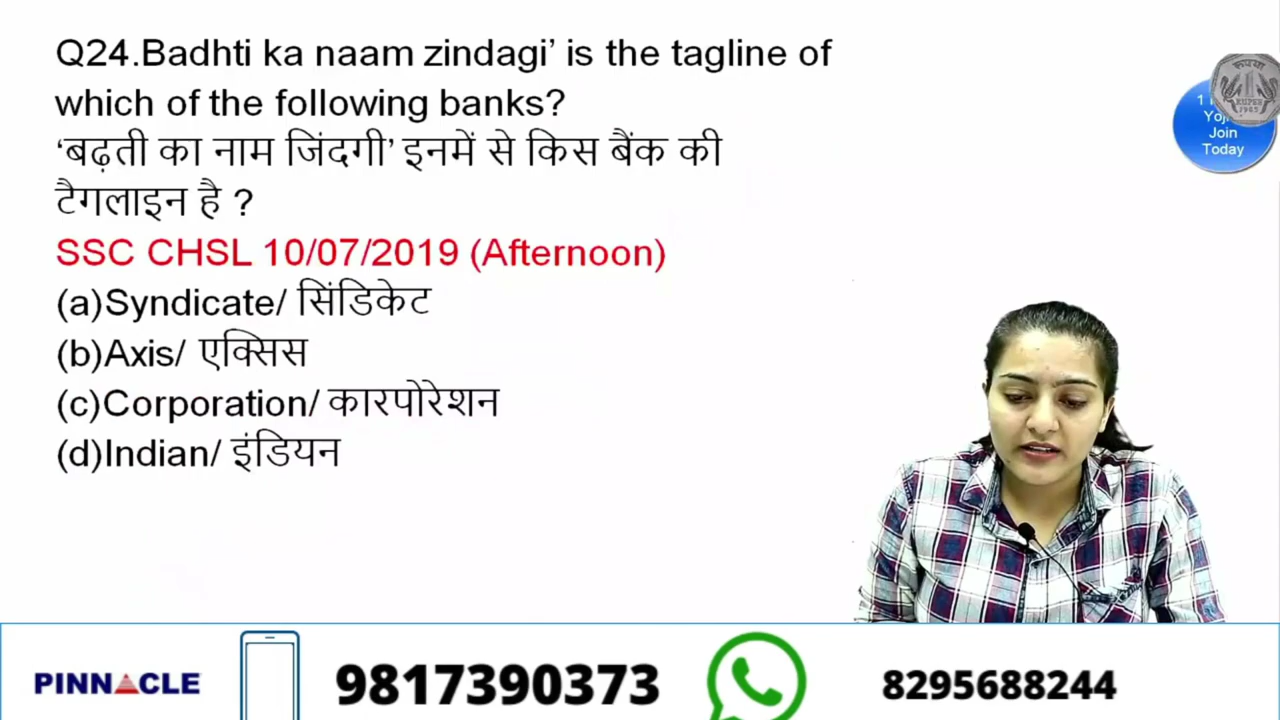 Q24.Badhti ka naam zindagi’ is the tagline of
which of the following banks?
‘बढ़ती का नाम जिंदगी’ इनमें से किस बैंक की
टैगलाइन है ?
SSC CHSL 10/07/2019 (Afternoon)
(a)Syndicate/ सिंडिकेट
(b)Axis/ एक्सिस
(c)Corporation/ कारपोरेशन
(d)Indian/ इंडियन
रुपया
RUPEE
Join
Today
PINNACLE
9817390373
8295688244